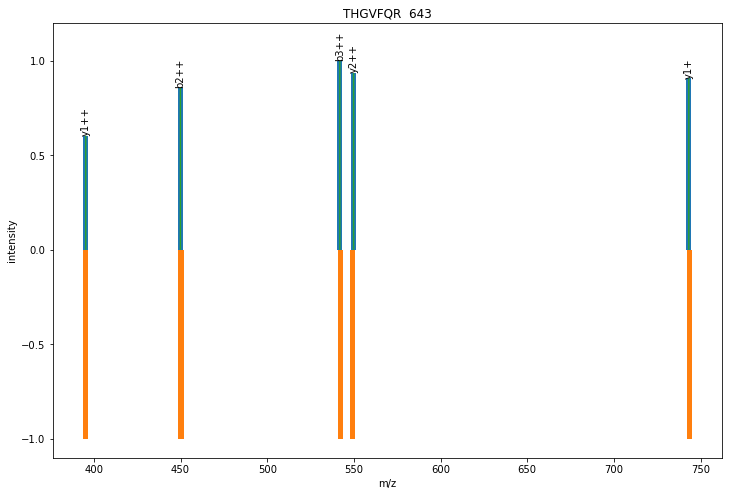 THGVFQR  643
y1++
b2++
b3++
y2++
y1+
1.0
0.5
0.0
−0.5
−1.0
intensity
400 450 500 550 600 650 700 750
m/z